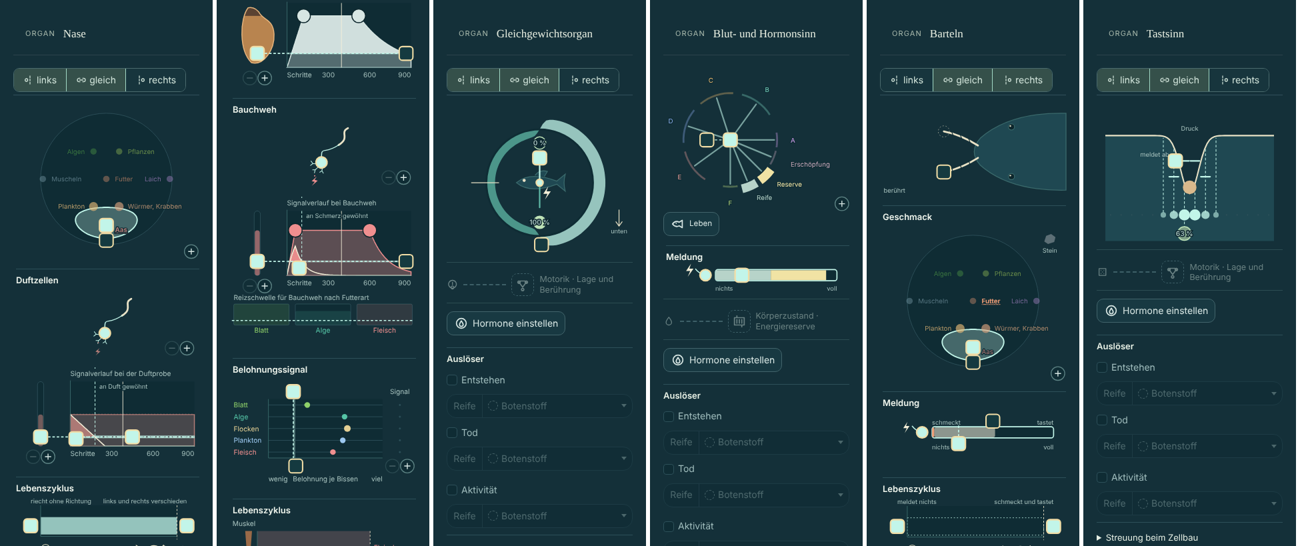 ORGAN Nase
links gleich rechts
Algen Pflanzen
Muscheln Futter Laich
Plankton Würmer, Krabben
Aas
Duftzellen
Signalverlauf bei der Duftprobe
an Duft gewöhnt
Schritte 300 600 900
Lebenszyklus
riecht ohne Richtung links und rechts verschieden
Schritte 300 600 900
Bauchweh
Signalverlauf bei Bauchweh
an Schmerz gewöhnt
Schritte 300 600 900
Reizschwelle für Bauchweh nach Futterart
Blatt Alge Fleisch
Belohnungssignal
Signal
Blatt
Alge
Flocken
Plankton
Fleisch
wenig Belohnung je Bissen viel
Lebenszyklus
Muskel
ORGAN Gleichgewichtsorgan
links gleich rechts
0 %
100 %
unten
Motorik · Lage und
Berührung
Hormone einstellen
Auslöser
Entstehen
Reife Botenstoff
Tod
Reife Botenstoff
Aktivität
Reife Botenstoff
ORGAN Blut- und Hormonsinn
C
B
D
A
Erschöpfung
E
Reserve
Reife
F
Leben
Meldung
nichts voll
Körperzustand ·
Energiereserve
Hormone einstellen
Auslöser
Entstehen
Reife Botenstoff
Tod
Reife Botenstoff
Aktivität
ORGAN Barteln
links gleich rechts
berührt
Geschmack
Stein
Algen Pflanzen
Muscheln Futter Laich
Plankton Würmer, Krabben
Aas
Meldung
schmeckt tastet
nichts voll
Lebenszyklus
meldet nichts schmeckt und tastet
ORGAN Tastsinn
links gleich rechts
Druck
meldet ab
63 %
Motorik · Lage und
Berührung
Hormone einstellen
Auslöser
Entstehen
Reife Botenstoff
Tod
Reife Botenstoff
Aktivität
Reife Botenstoff
Streuung beim Zellbau